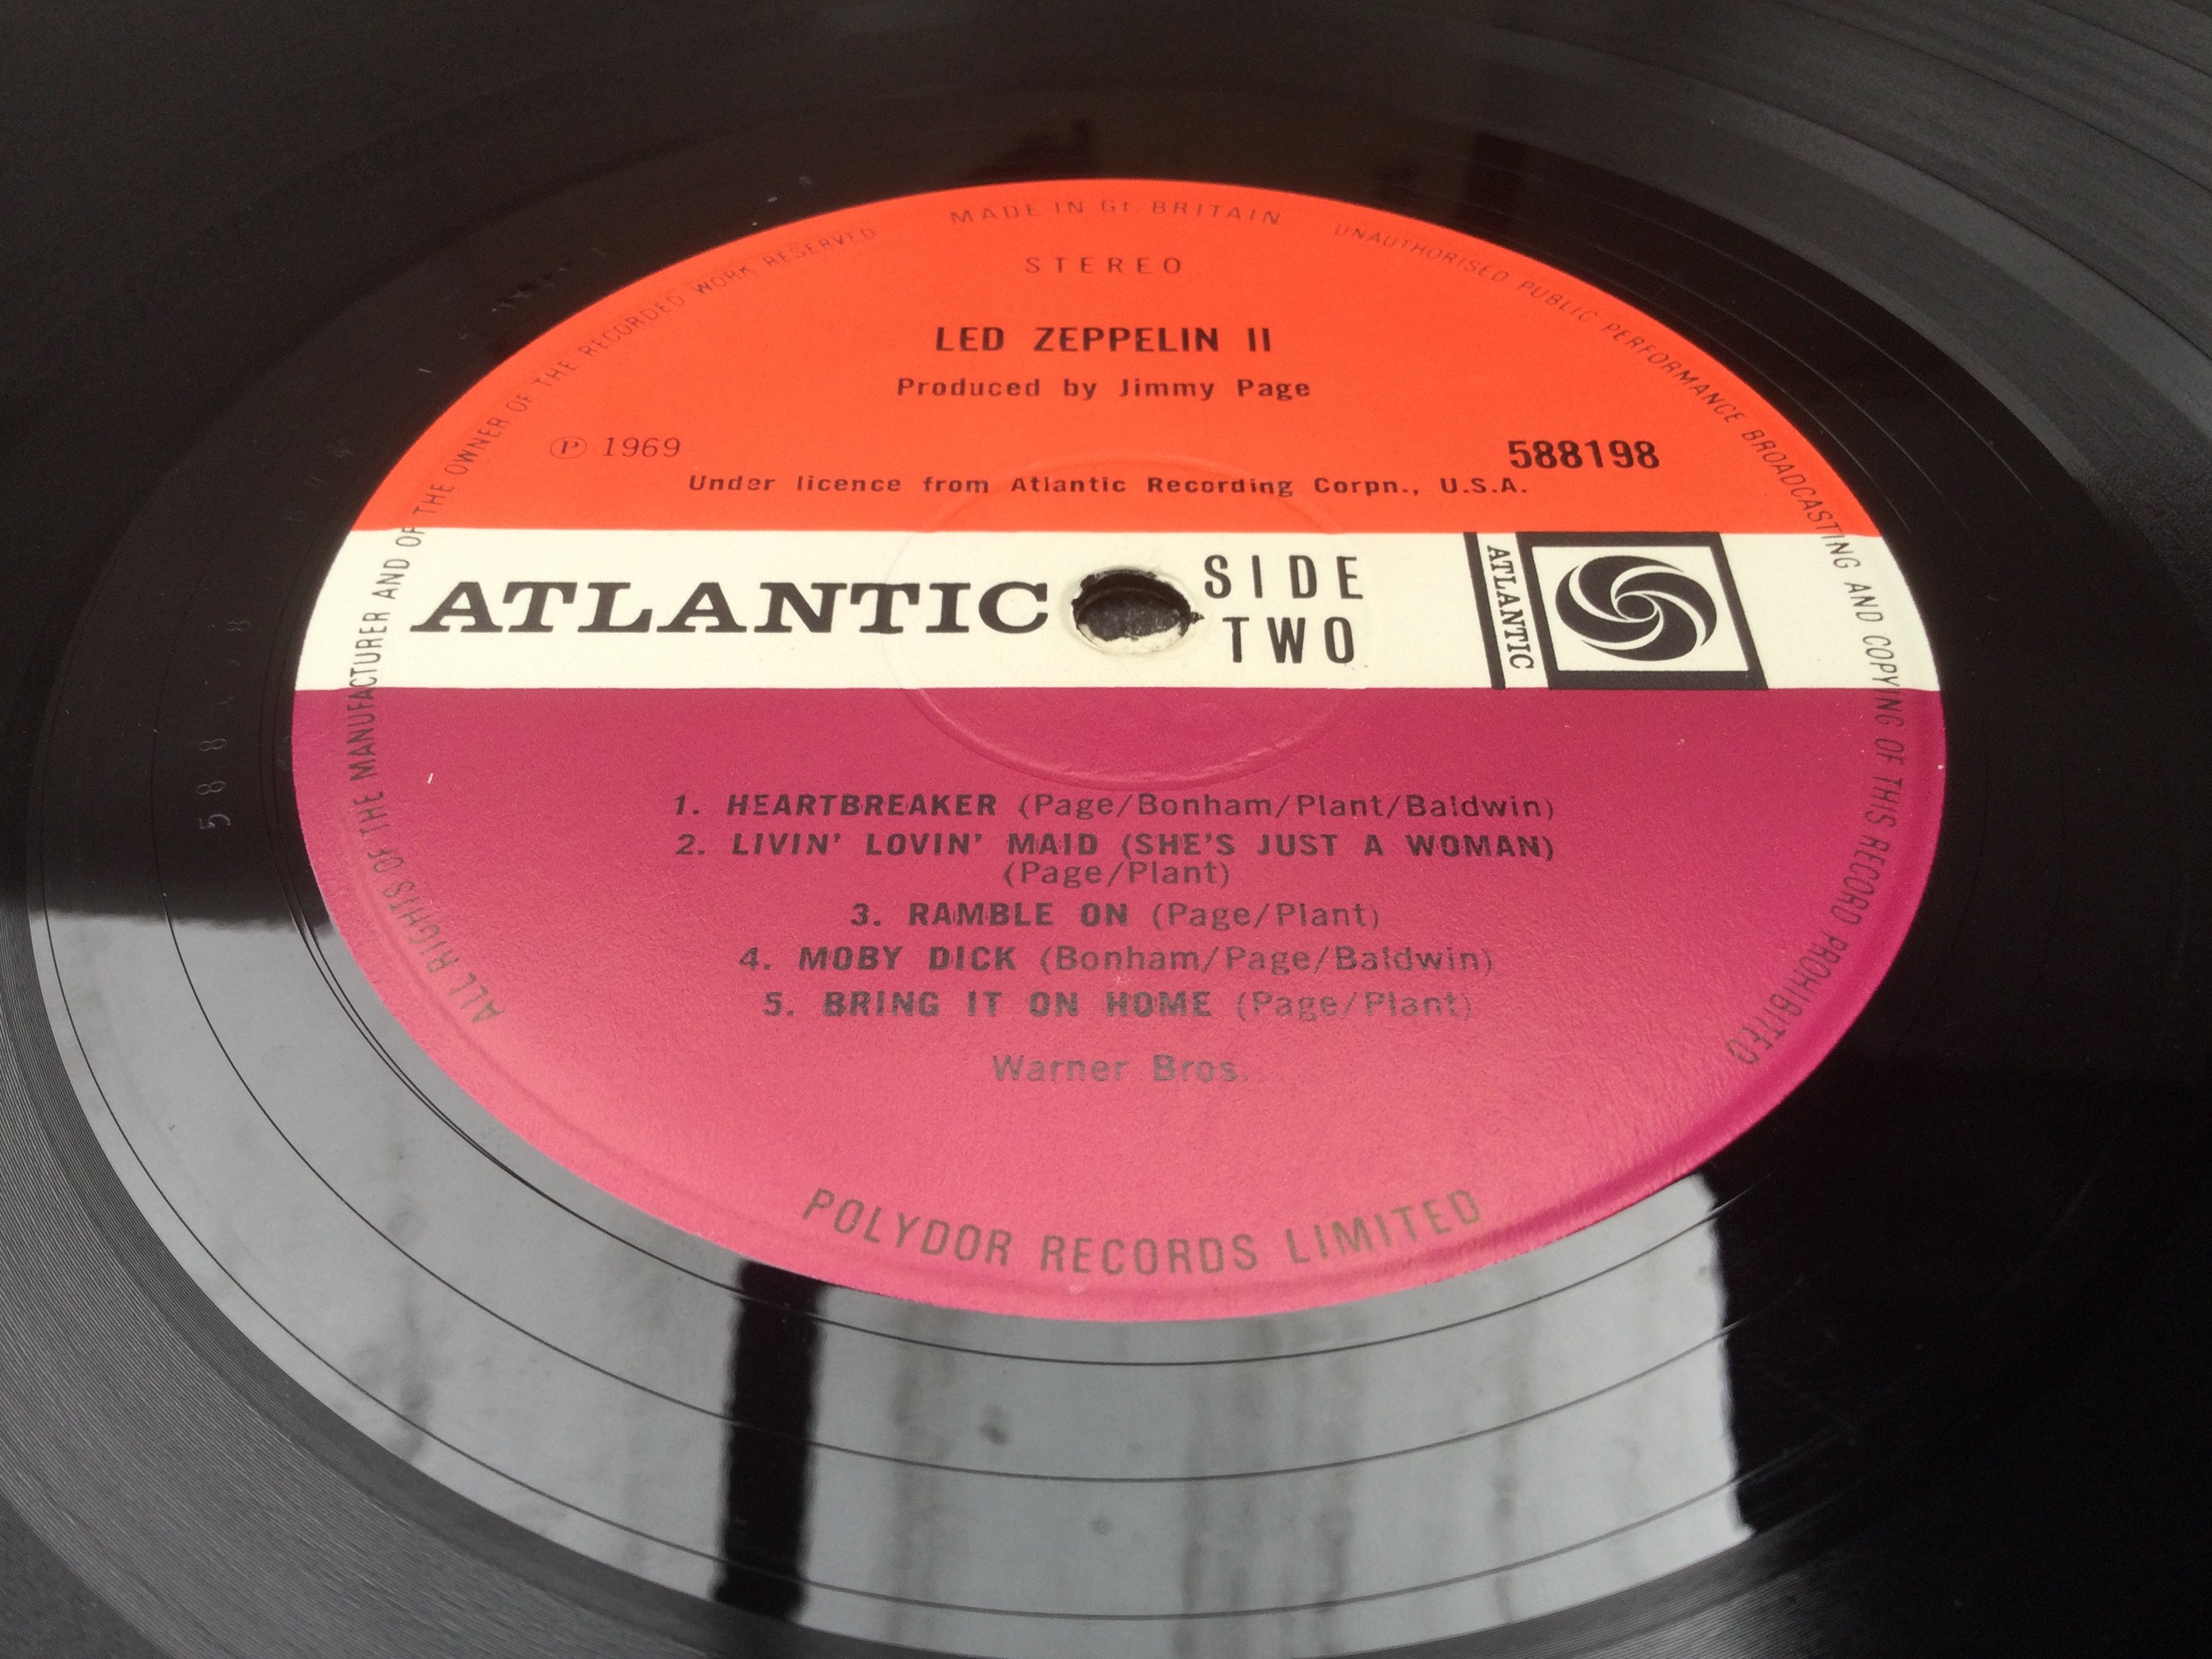 MADE IN Gt. BRITAIN
STEREO
LED ZEPPELIN II
Produced by Jimmy Page
℗ 1969
588198
Under licence from Atlantic Recording Corpn., U.S.A.
ATLANTIC
SIDE
TWO
ATLANTIC
1. HEARTBREAKER (Page/Bonham/Plant/Baldwin)
2. LIVIN' LOVIN' MAID (SHE'S JUST A WOMAN)
(Page/Plant)
3. RAMBLE ON (Page/Plant)
4. MOBY DICK (Bonham/Page/Baldwin)
5. BRING IT ON HOME (Page/Plant)
Warner Bros.
POLYDOR RECORDS LIMITED
ALL RIGHTS OF THE MANUFACTURER AND OF THE OWNER OF THE RECORDED WORK RESERVED
UNAUTHORISED PUBLIC PERFORMANCE BROADCASTING AND COPYING OF THIS RECORD PROHIBITED